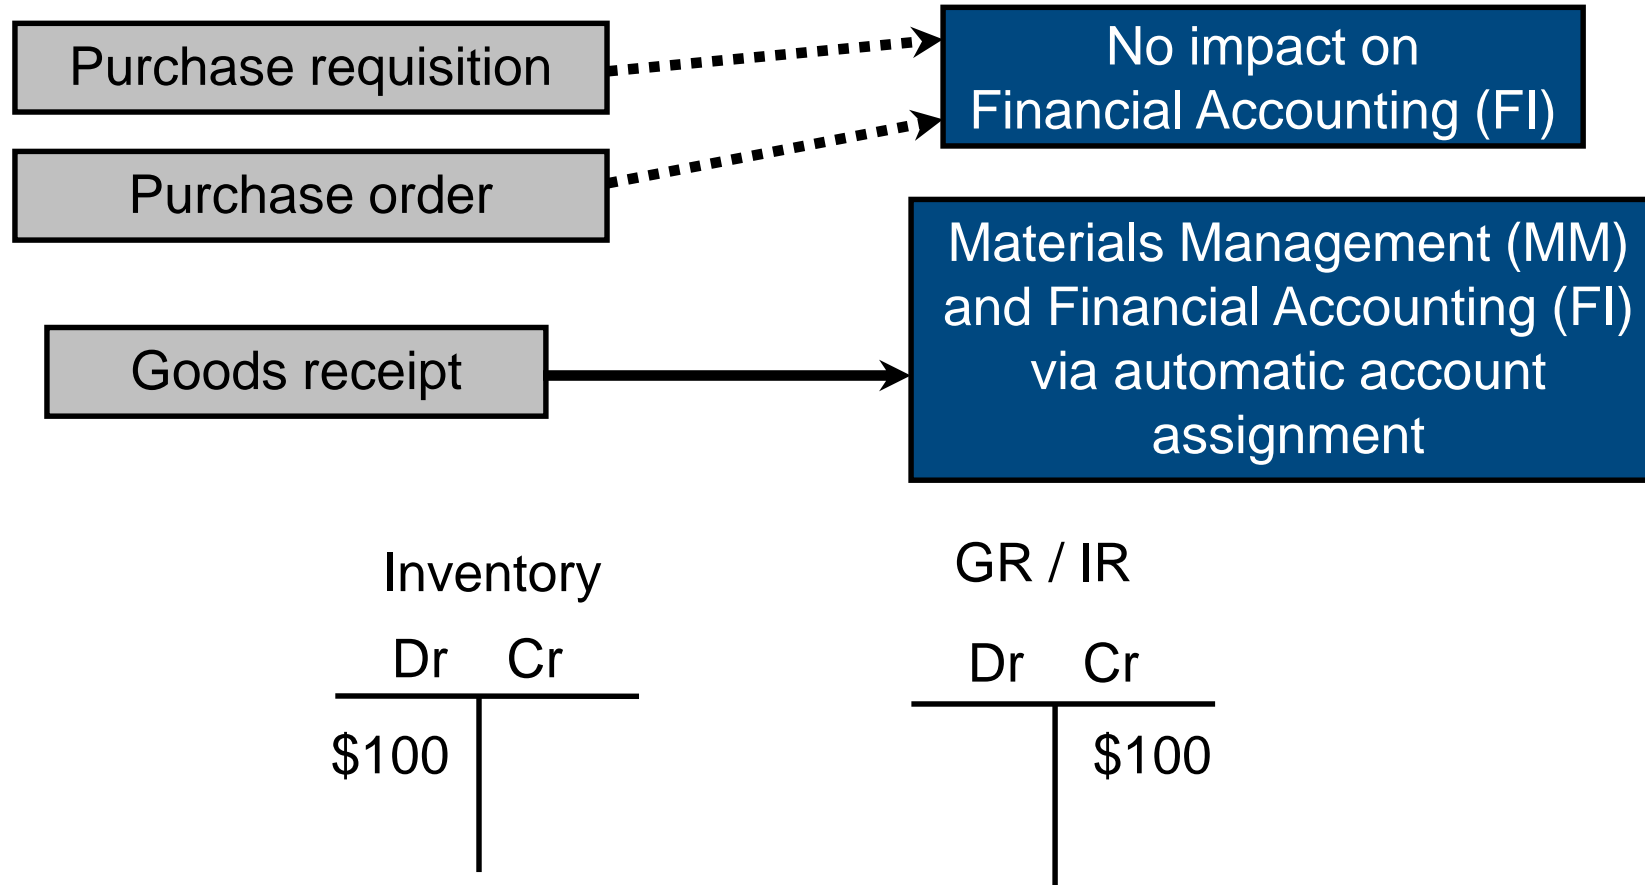 Purchase requisition
No impact on
Financial Accounting (FI)
Purchase order
Materials Management (MM)
and Financial Accounting (FI)
via automatic account
assignment
Goods receipt
Inventory
Dr Cr
$100
GR / IR
Dr Cr
$100